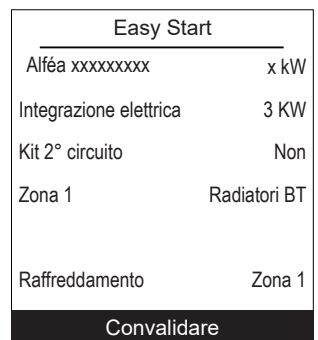 Easy Start
Alféa xxxxxxxxx x kW
Integrazione elettrica 3 KW
Kit 2° circuito Non
Zona 1 Radiatori BT
Raffreddamento Zona 1
Convalidare